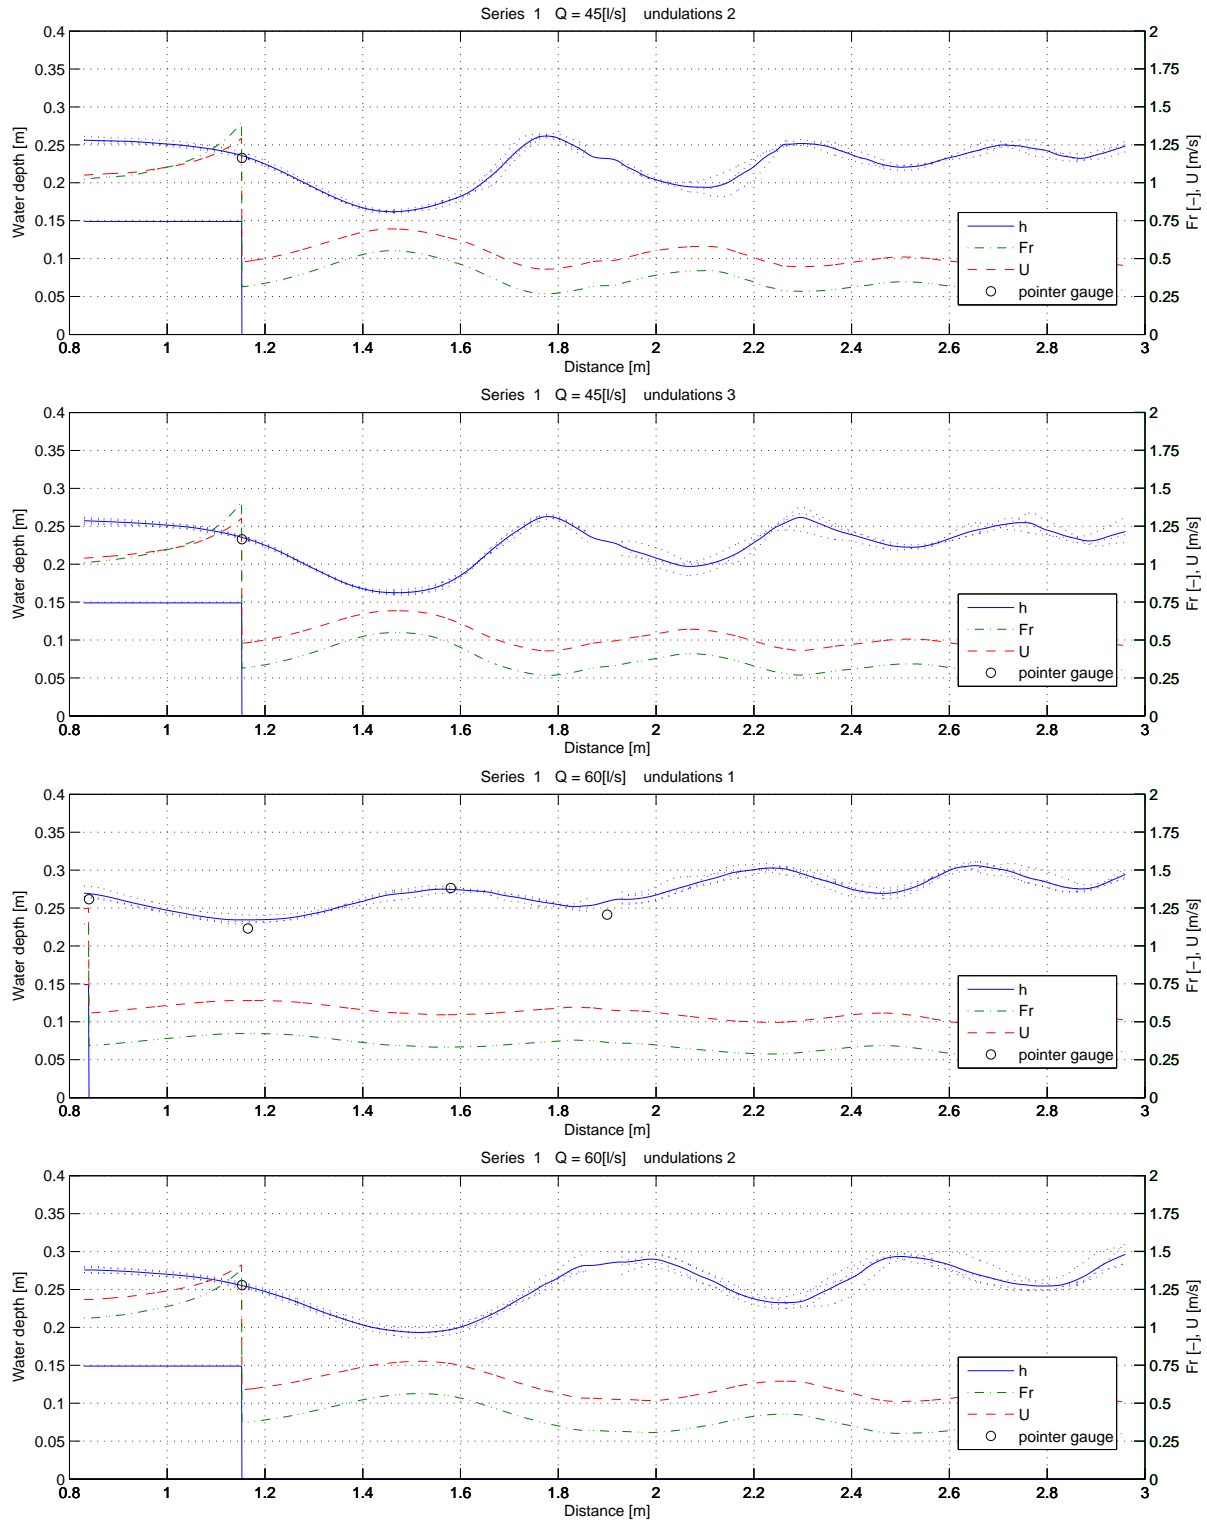 Series 1 Q = 45[l/s] undulations 2
0.4
0.35
0.3
0.25
0.2
0.15
0.1
0.05
0
Water depth [m]
2
1.75
1.5
1.25
1
0.75
0.5
0.25
0
Fr [−], U [m/s]
h
Fr
U
pointer gauge
0.8 1 1.2 1.4 1.6 1.8 2 2.2 2.4 2.6 2.8 3
Distance [m]
Series 1 Q = 45[l/s] undulations 3
0.4
0.35
0.3
0.25
0.2
0.15
0.1
0.05
0
Water depth [m]
2
1.75
1.5
1.25
1
0.75
0.5
0.25
0
Fr [−], U [m/s]
h
Fr
U
pointer gauge
0.8 1 1.2 1.4 1.6 1.8 2 2.2 2.4 2.6 2.8 3
Distance [m]
Series 1 Q = 60[l/s] undulations 1
0.4
0.35
0.3
0.25
0.2
0.15
0.1
0.05
0
Water depth [m]
2
1.75
1.5
1.25
1
0.75
0.5
0.25
0
Fr [−], U [m/s]
h
Fr
U
pointer gauge
0.8 1 1.2 1.4 1.6 1.8 2 2.2 2.4 2.6 2.8 3
Distance [m]
Series 1 Q = 60[l/s] undulations 2
0.4
0.35
0.3
0.25
0.2
0.15
0.1
0.05
0
Water depth [m]
2
1.75
1.5
1.25
1
0.75
0.5
0.25
0
Fr [−], U [m/s]
h
Fr
U
pointer gauge
0.8 1 1.2 1.4 1.6 1.8 2 2.2 2.4 2.6 2.8 3
Distance [m]